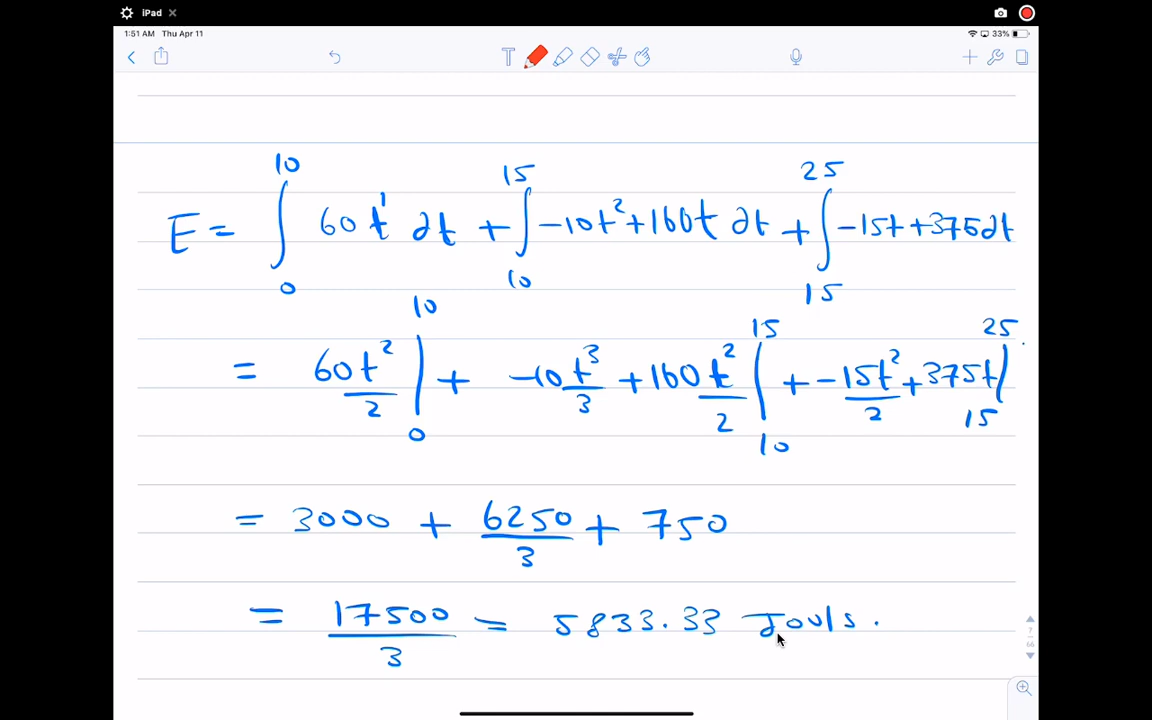 iPad
1:51 AM Thu Apr 11 33%
E = ∫₀¹⁰ 60t¹ dt + ∫₁₀¹⁵ -10t² + 160t dt + ∫₁₅²⁵ -15t + 375 dt
= 60t²/2 |₀¹⁰ + -10t³/3 + 160t²/2 |₁₀¹⁵ + -15t²/2 + 375t |₁₅²⁵
= 3000 + 6250/3 + 750
= 17500/3 = 5833.33 Jouls.